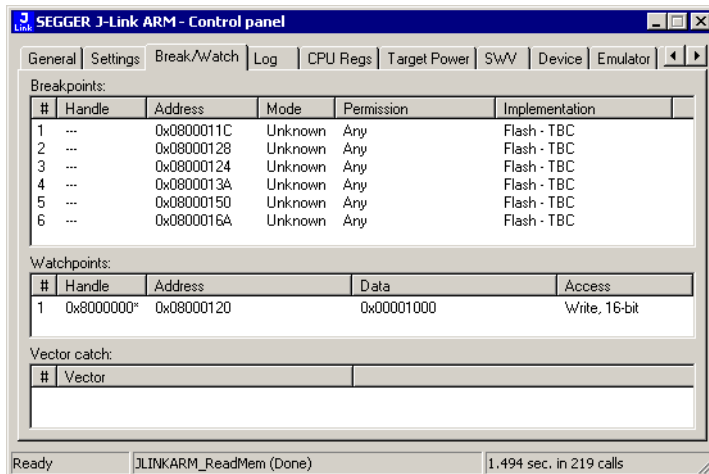 J Link SEGGER J-Link ARM - Control panel
General Settings Break/Watch Log CPU Regs Target Power SWV Device Emulator
Breakpoints:
# Handle Address Mode Permission Implementation
1 --- 0x0800011C Unknown Any Flash - TBC
2 --- 0x08000128 Unknown Any Flash - TBC
3 --- 0x08000124 Unknown Any Flash - TBC
4 --- 0x0800013A Unknown Any Flash - TBC
5 --- 0x08000150 Unknown Any Flash - TBC
6 --- 0x0800016A Unknown Any Flash - TBC
Watchpoints:
# Handle Address Data Access
1 0x8000000* 0x08000120 0x00001000 Write, 16-bit
Vector catch:
# Vector
Ready JLINKARM_ReadMem (Done) 1.494 sec. in 219 calls